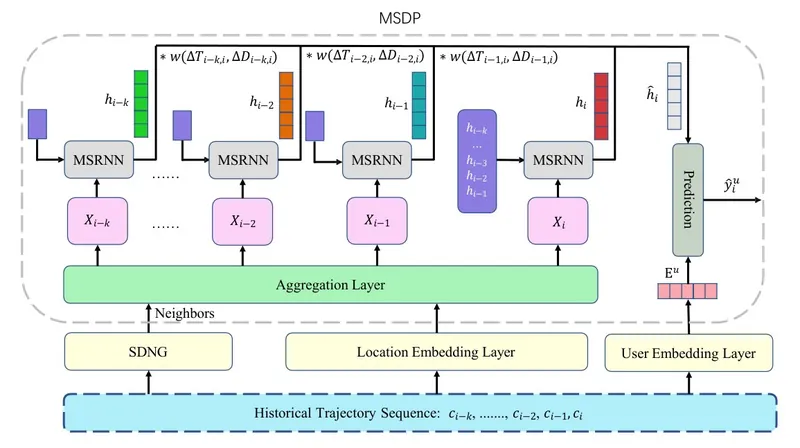 MSDP
∗ w(ΔT_{i−k,i}, ΔD_{i−k,i}) ∗ w(ΔT_{i−2,i}, ΔD_{i−2,i}) ∗ w(ΔT_{i−1,i}, ΔD_{i−1,i})
h_{i−k} h_{i−2} h_{i−1} h_i ĥ_i
h_{i−k}
...
h_{i−3}
h_{i−2}
h_{i−1}
MSRNN MSRNN MSRNN MSRNN
......
Prediction
ŷ_i^u
X_{i−k} ...... X_{i−2} X_{i−1} X_i
E^u
Aggregation Layer
Neighbors
SDNG Location Embedding Layer User Embedding Layer
Historical Trajectory Sequence: c_{i−k}, ......., c_{i−2}, c_{i−1}, c_i